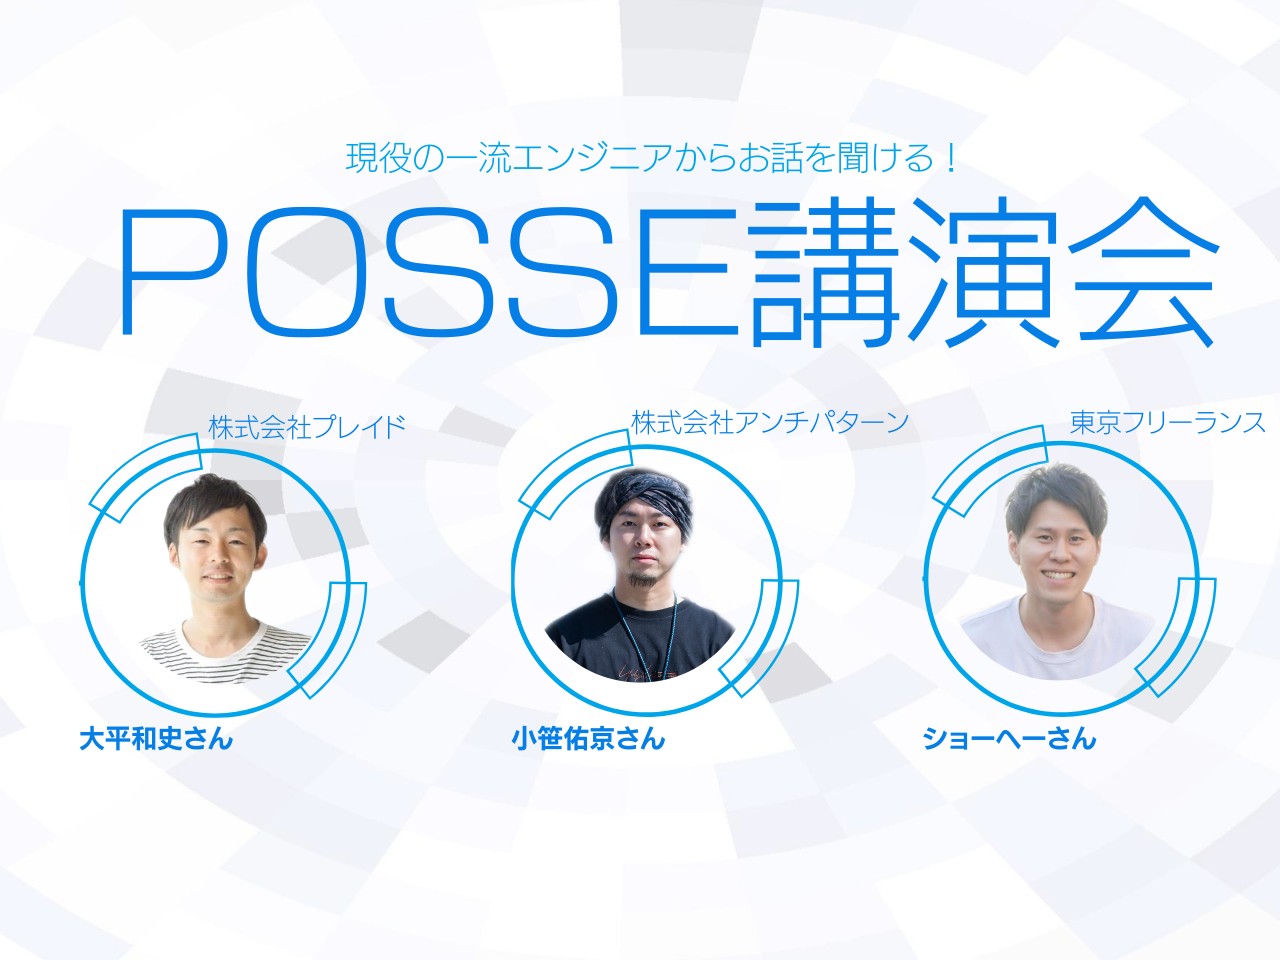 現役の一流エンジニアからお話を聞ける！
POSSE講演会
株式会社プレイド
株式会社アンチパターン
東京フリーランス
大平和史さん
小笹佑京さん
ショーヘーさん